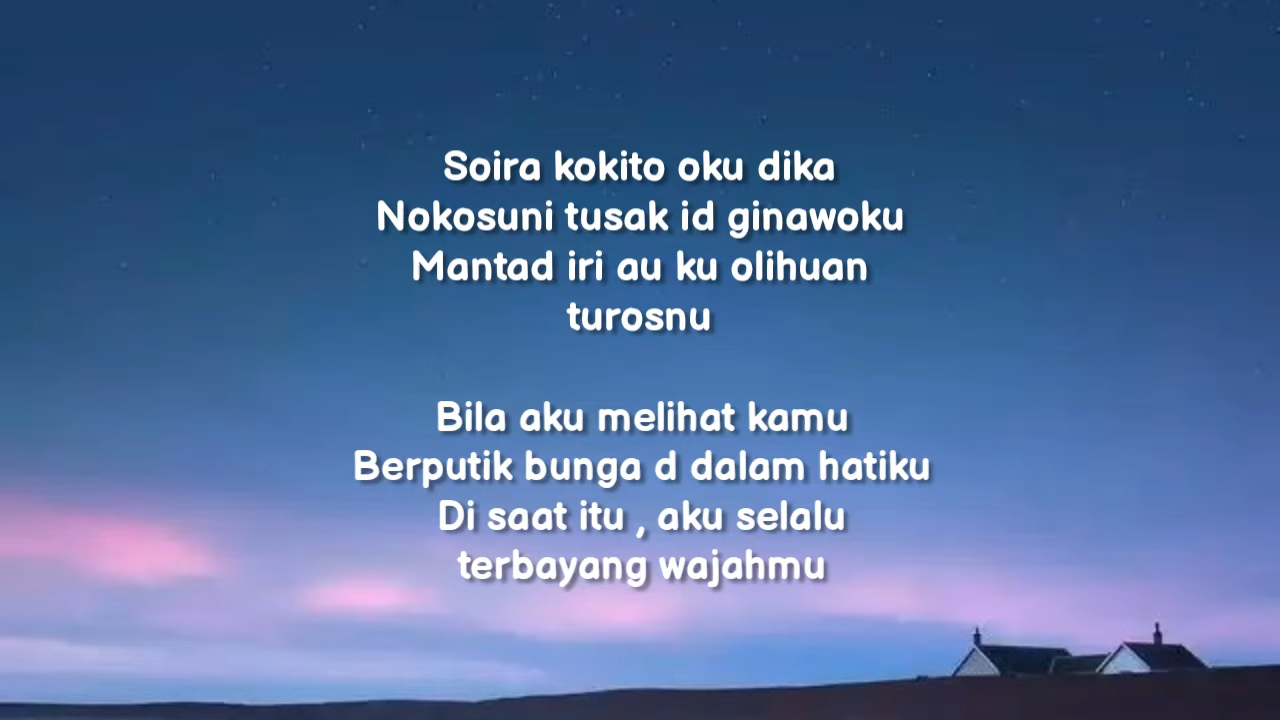 Soira kokito oku dika
Nokosuni tusak id ginawoku
Mantad iri au ku olihuan
turosnu
Bila aku melihat kamu
Berputik bunga d dalam hatiku
Di saat itu , aku selalu
terbayang wajahmu